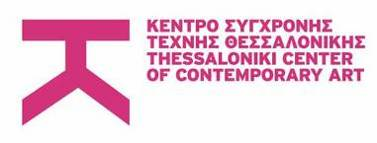 ΚΕΝΤΡΟ ΣΥΓΧΡΟΝΗΣ
ΤΕΧΝΗΣ ΘΕΣΣΑΛΟΝΙΚΗΣ
THESSALONIKI CENTER
OF CONTEMPORARY ART